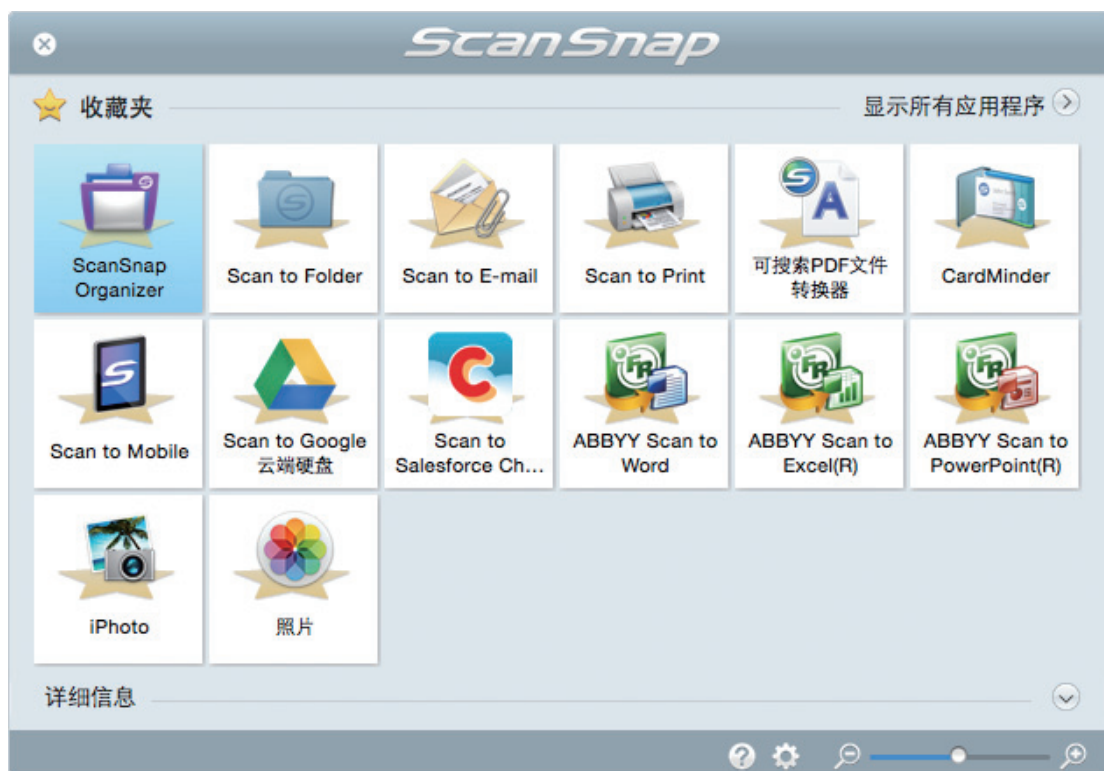 ScanSnap
收藏夹
显示所有应用程序
ScanSnap
Organizer
Scan to Folder
Scan to E-mail
Scan to Print
可搜索PDF文件
转换器
CardMinder
Scan to Mobile
Scan to Google
云端硬盘
Scan to
Salesforce Ch...
ABBYY Scan to
Word
ABBYY Scan to
Excel(R)
ABBYY Scan to
PowerPoint(R)
iPhoto
照片
详细信息